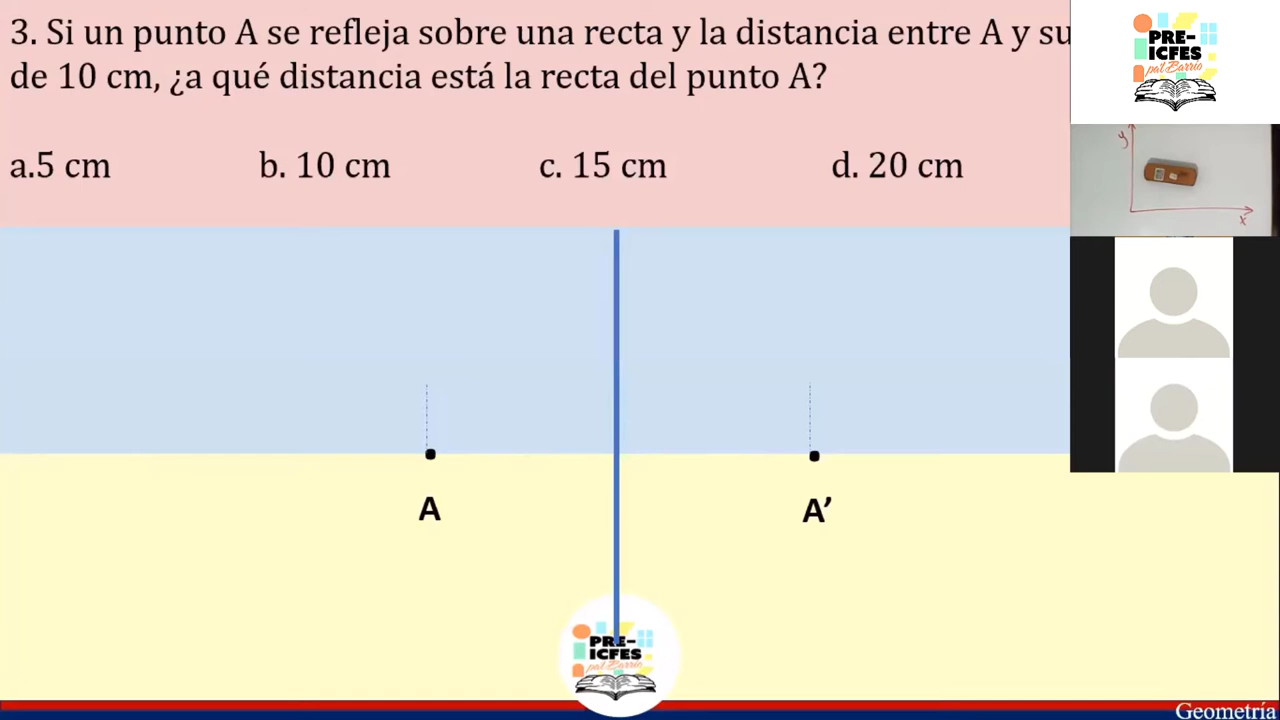 3. Si un punto A se refleja sobre una recta y la distancia entre A y su
de 10 cm, ¿a qué distancia está la recta del punto A?
a.5 cm b. 10 cm c. 15 cm d. 20 cm
PRE-
ICFES
pa'l Barrio
y
x
A A’
PRE-
ICFES
pa'l Barrio
Geometría